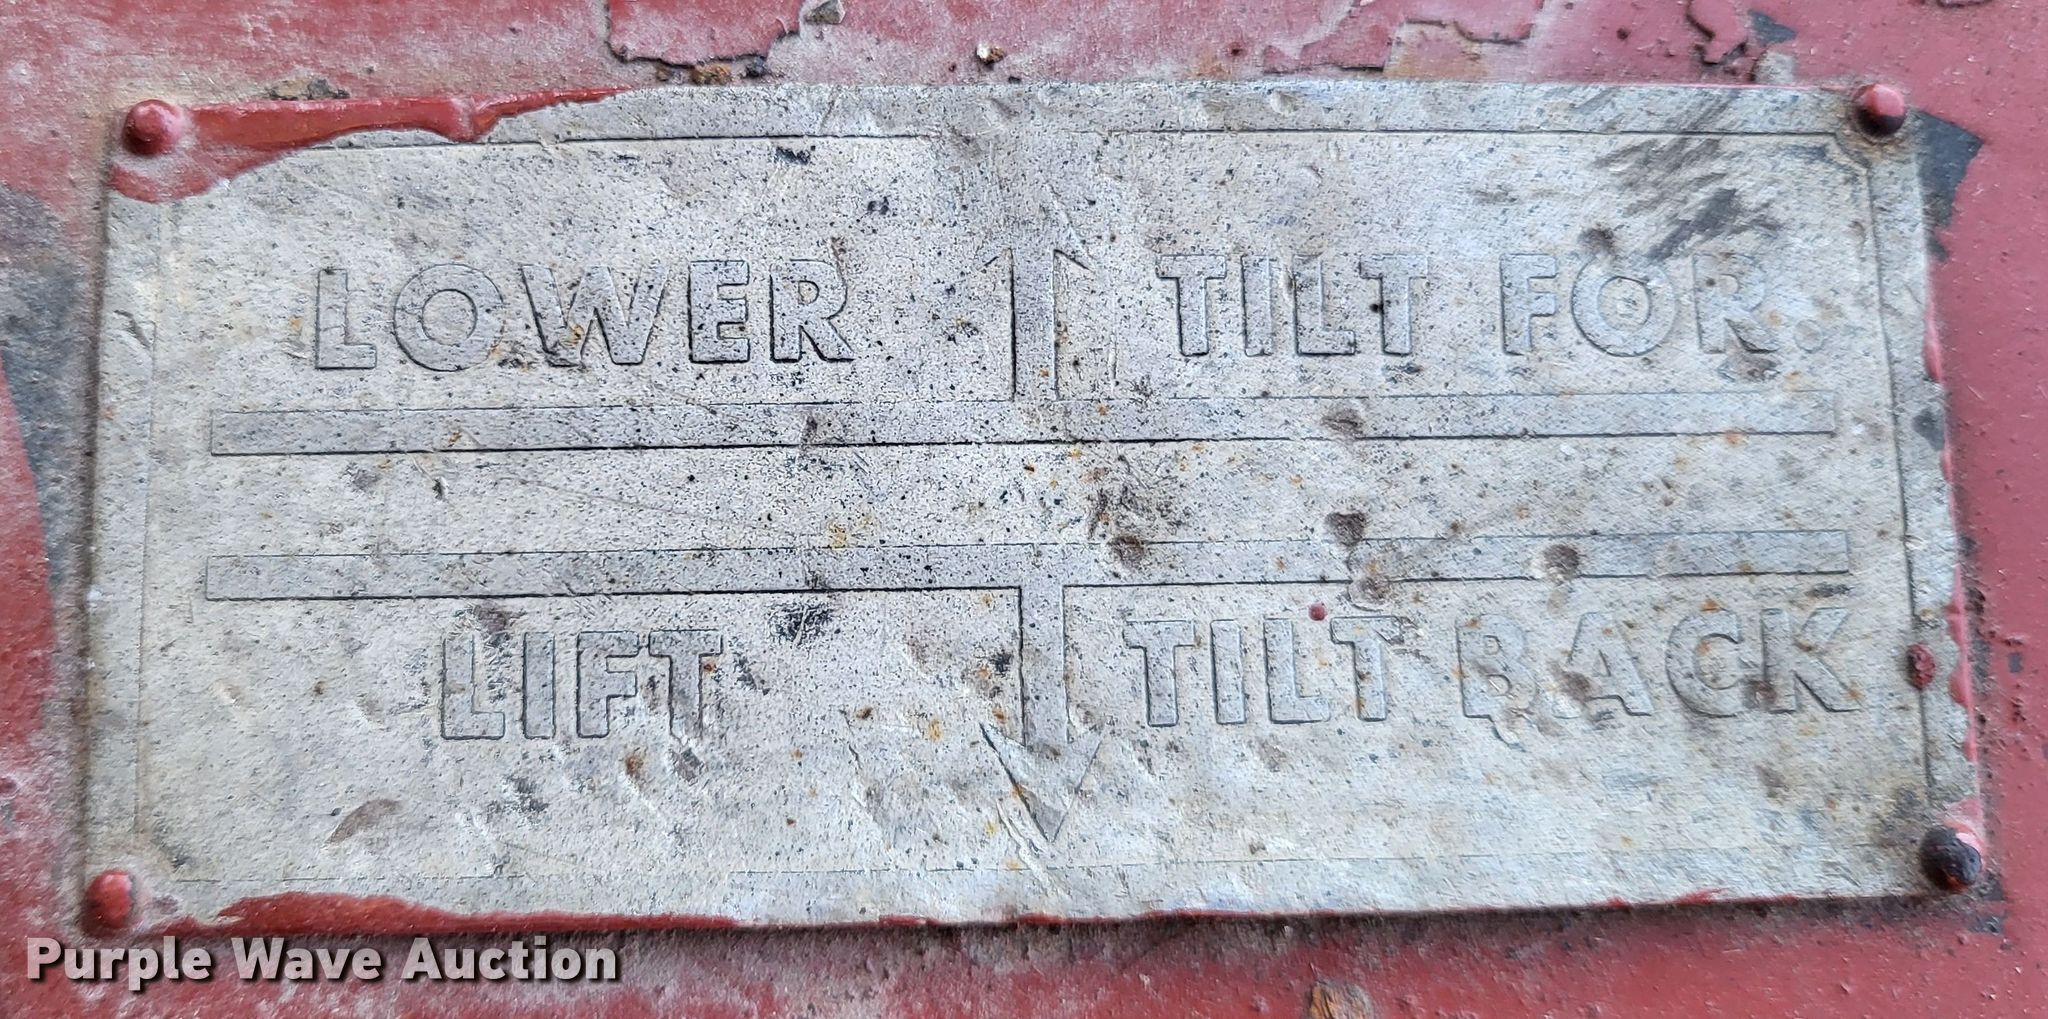 LOWER TILT FOR.
LIFT TILT BACK
Purple Wave Auction